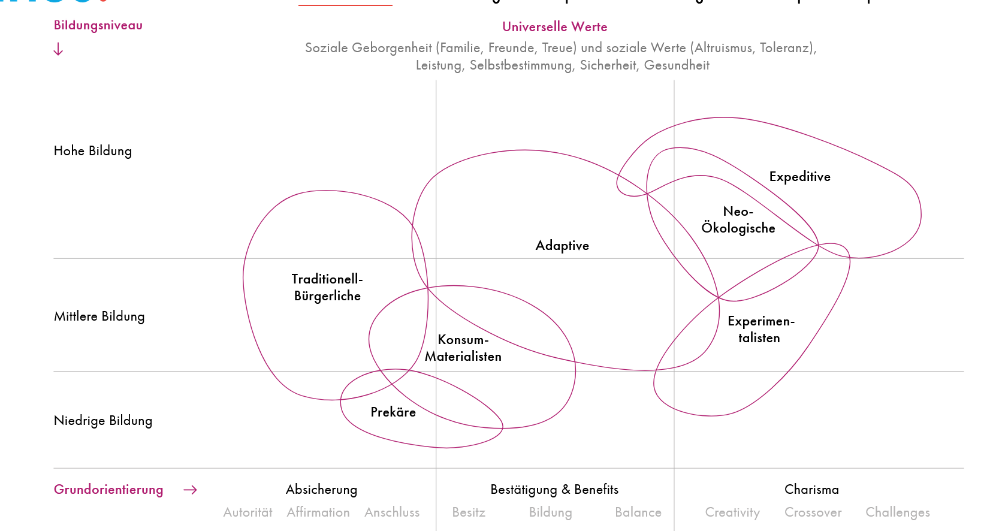 Bildungsniveau
Universelle Werte
Soziale Geborgenheit (Familie, Freunde, Treue) und soziale Werte (Altruismus, Toleranz),
Leistung, Selbstbestimmung, Sicherheit, Gesundheit
Hohe Bildung
Expeditive
Neo-
Ökologische
Adaptive
Traditionell-
Bürgerliche
Mittlere Bildung
Experimen-
talisten
Konsum-
Materialisten
Prekäre
Niedrige Bildung
Grundorientierung
Absicherung
Bestätigung & Benefits
Charisma
Autorität Affirmation Anschluss Besitz Bildung Balance Creativity Crossover Challenges